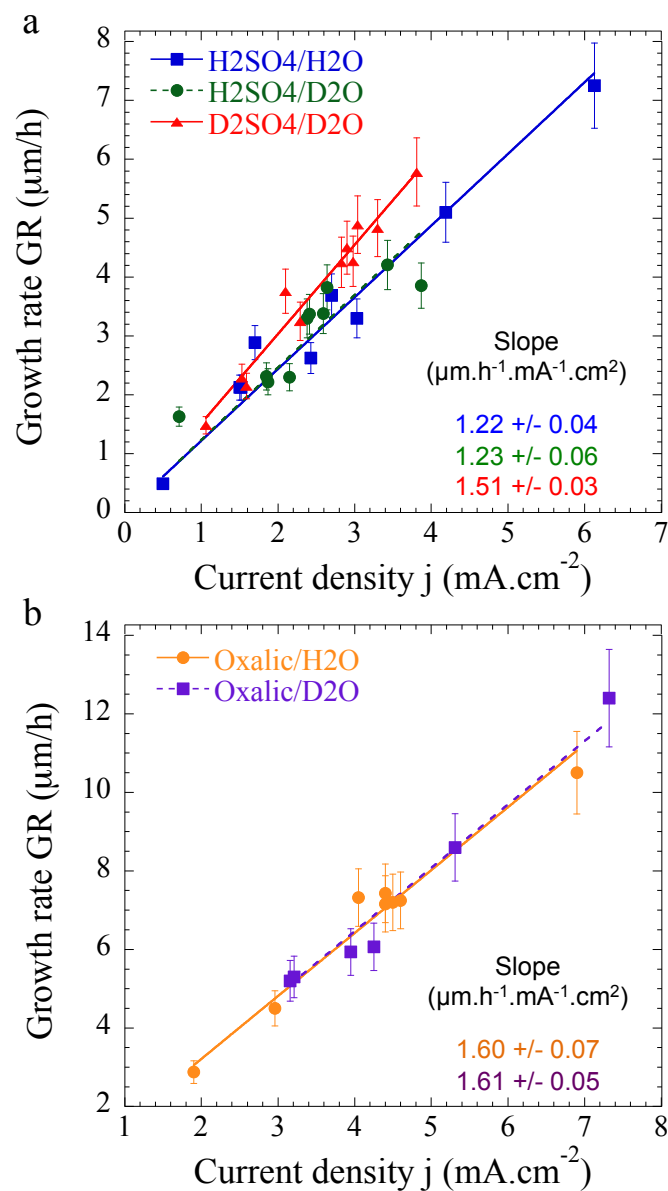 a
8
7
6
5
4
3
2
1
0
Growth rate GR (µm/h)
H2SO4/H2O
H2SO4/D2O
D2SO4/D2O
Slope
(µm.h⁻¹.mA⁻¹.cm²)
1.22 +/- 0.04
1.23 +/- 0.06
1.51 +/- 0.03
0 1 2 3 4 5 6 7
Current density j (mA.cm⁻²)
b
14
12
10
8
6
4
2
Growth rate GR (µm/h)
Oxalic/H2O
Oxalic/D2O
Slope
(µm.h⁻¹.mA⁻¹.cm²)
1.60 +/- 0.07
1.61 +/- 0.05
1 2 3 4 5 6 7 8
Current density j (mA.cm⁻²)